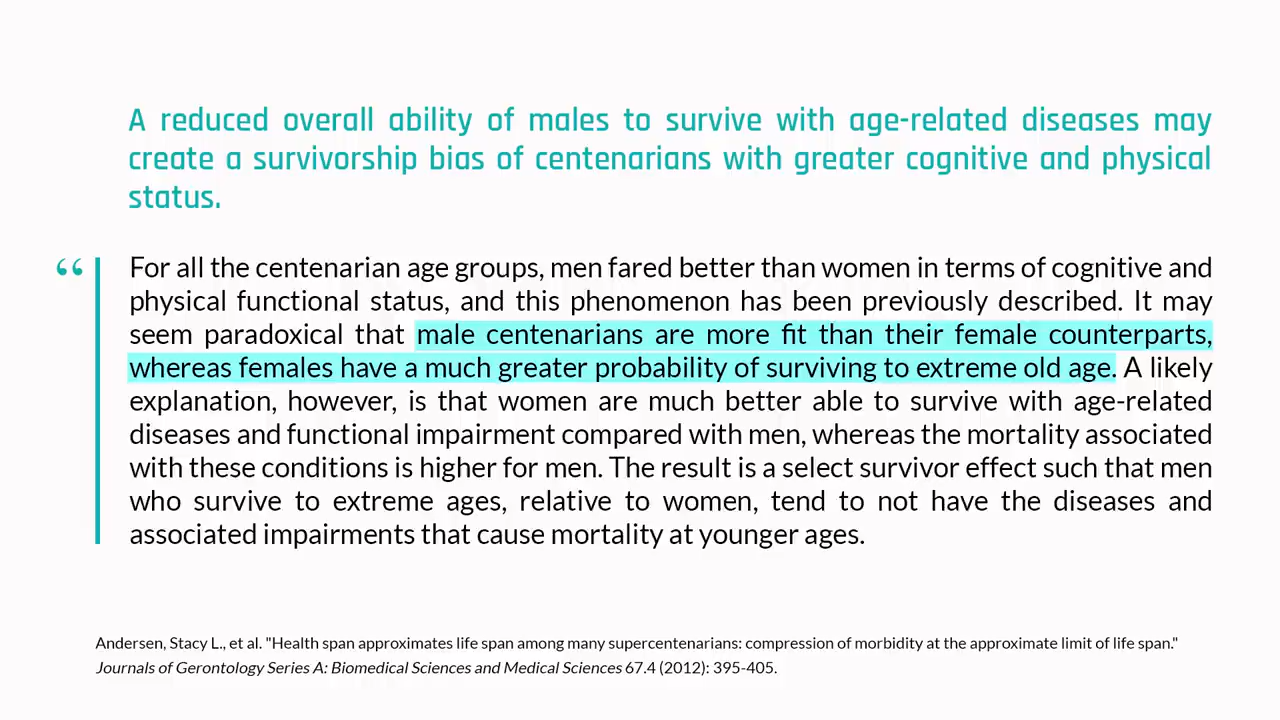 A reduced overall ability of males to survive with age-related diseases may
create a survivorship bias of centenarians with greater cognitive and physical
status.
“
For all the centenarian age groups, men fared better than women in terms of cognitive and
physical functional status, and this phenomenon has been previously described. It may
seem paradoxical that male centenarians are more fit than their female counterparts,
whereas females have a much greater probability of surviving to extreme old age. A likely
explanation, however, is that women are much better able to survive with age-related
diseases and functional impairment compared with men, whereas the mortality associated
with these conditions is higher for men. The result is a select survivor effect such that men
who survive to extreme ages, relative to women, tend to not have the diseases and
associated impairments that cause mortality at younger ages.
Andersen, Stacy L., et al. "Health span approximates life span among many supercentenarians: compression of morbidity at the approximate limit of life span."
Journals of Gerontology Series A: Biomedical Sciences and Medical Sciences 67.4 (2012): 395-405.